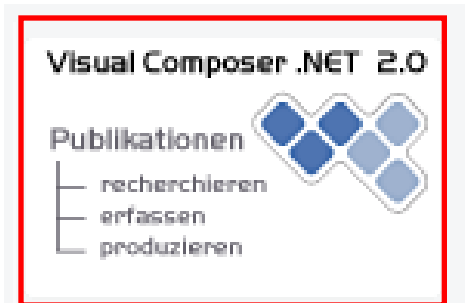 Visual Composer .NET 2.0
Publikationen
recherchieren
erfassen
produzieren